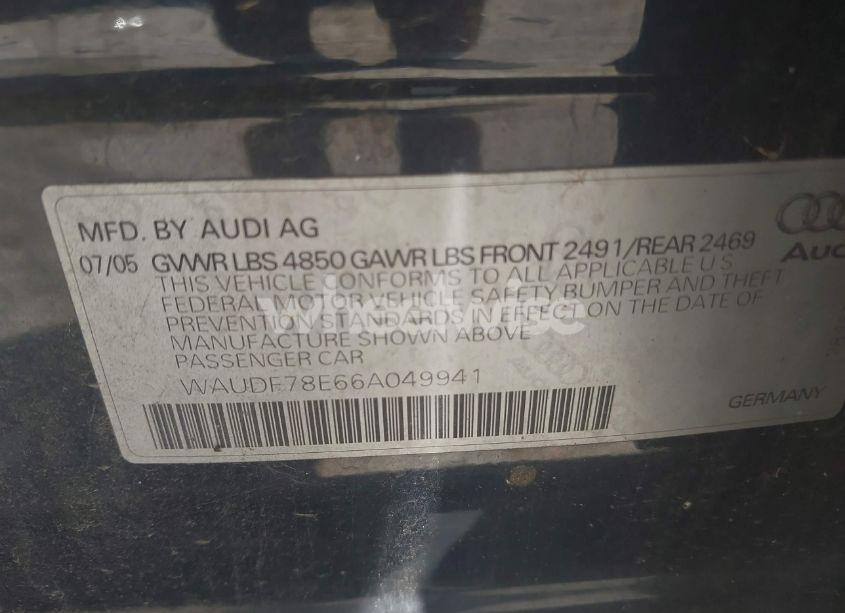 MFD. BY AUDI AG
07/05 GVWR LBS 4850 GAWR LBS FRONT 2491/REAR 2469
THIS VEHICLE CONFORMS TO ALL APPLICABLE U S
FEDERAL MOTOR VEHICLE SAFETY BUMPER AND THEFT
PREVENTION STANDARDS IN EFFECT ON THE DATE OF
MANUFACTURE SHOWN ABOVE
PASSENGER CAR
WAUDF78E66A049941
GERMANY